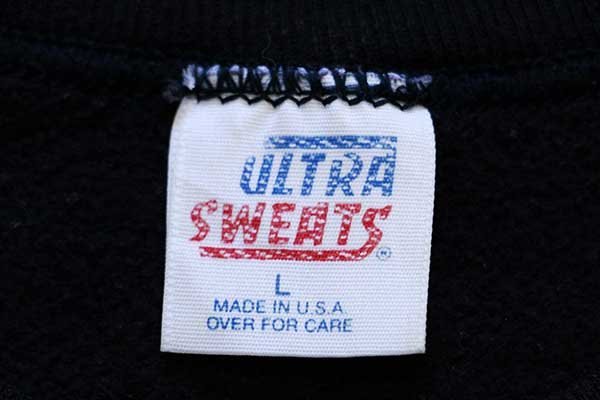 ULTRA
SWEATS®
L
MADE IN U.S.A
OVER FOR CARE